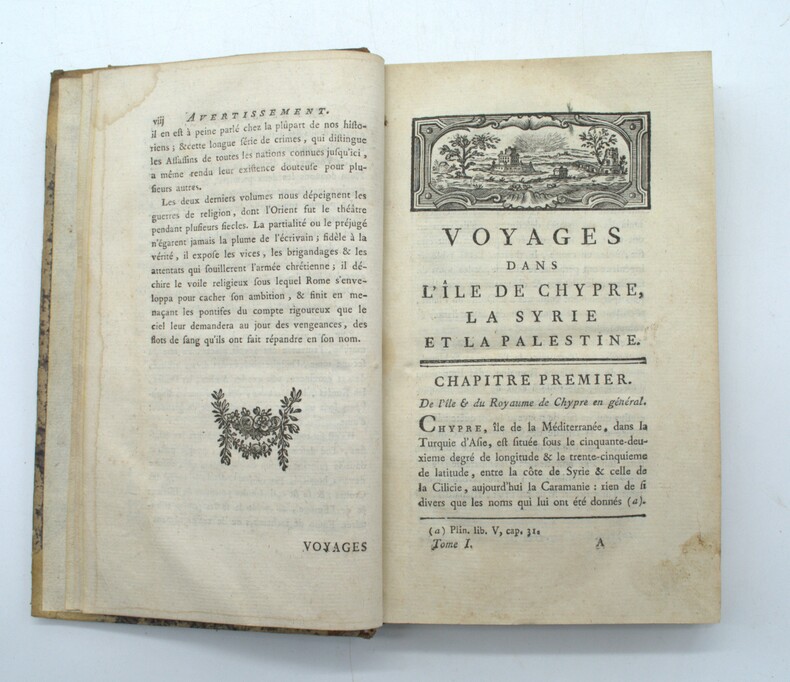 viij AVERTISSEMENT.
il en est à peine parlé chez la plûpart de nos histo-
riens ; &cette longue série de crimes, qui distingue
les Assassins de toutes les nations connues jusqu'ici ,
a même rendu leur existence douteuse pour plu-
sieurs autres.
Les deux derniers volumes nous dépeignent les
guerres de religion, dont l'Orient fut le théâtre
pendant plusieurs siecles. La partialité ou le préjugé
n'égarent jamais la plume de l'écrivain ; fidèle à la
vérité , il expose les vices, les brigandages & les
attentats qui souillerent l'armée chrétienne ; il dé-
chire le voile religieux sous lequel Rome s'enve-
loppa pour cacher son ambition, & finit en me-
naçant les pontifes du compte rigoureux que le
ciel leur demandera au jour des vengeances, des
flots de sang qu'ils ont fait répandre en son nom.
VOYAGES
VOYAGES
DANS
L'ÎLE DE CHYPRE,
LA SYRIE
ET LA PALESTINE.
CHAPITRE PREMIER.
De l'île & du Royaume de Chypre en général.
CHYPRE, île de la Méditerranée, dans la
Turquie d'Asie, est située sous le cinquante-deu-
xieme degré de longitude & le trente-cinquieme
de latitude, entre la côte de Syrie & celle de
la Cilicie, aujourd'hui la Caramanie : rien de si
divers que les noms qui lui ont été donnés (a).
(a) Plin. lib. V, cap. 31.
Tome I. A